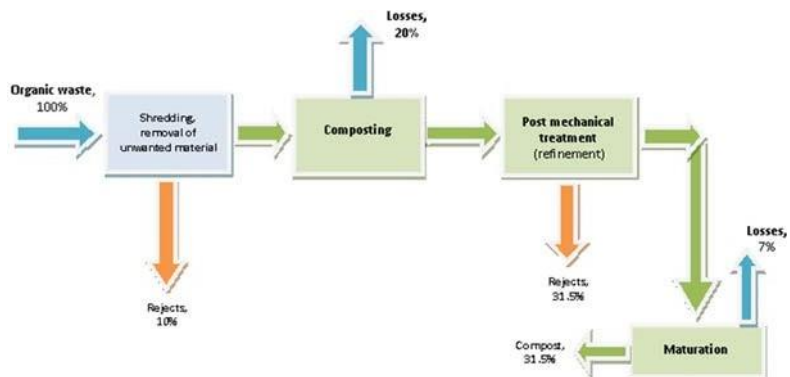 Losses,
20%
Organic waste,
100%
Shredding,
removal of
unwanted material
Composting
Post mechanical
treatment
(refinement)
Losses,
7%
Rejects,
10%
Rejects,
31.5%
Compost,
31.5%
Maturation